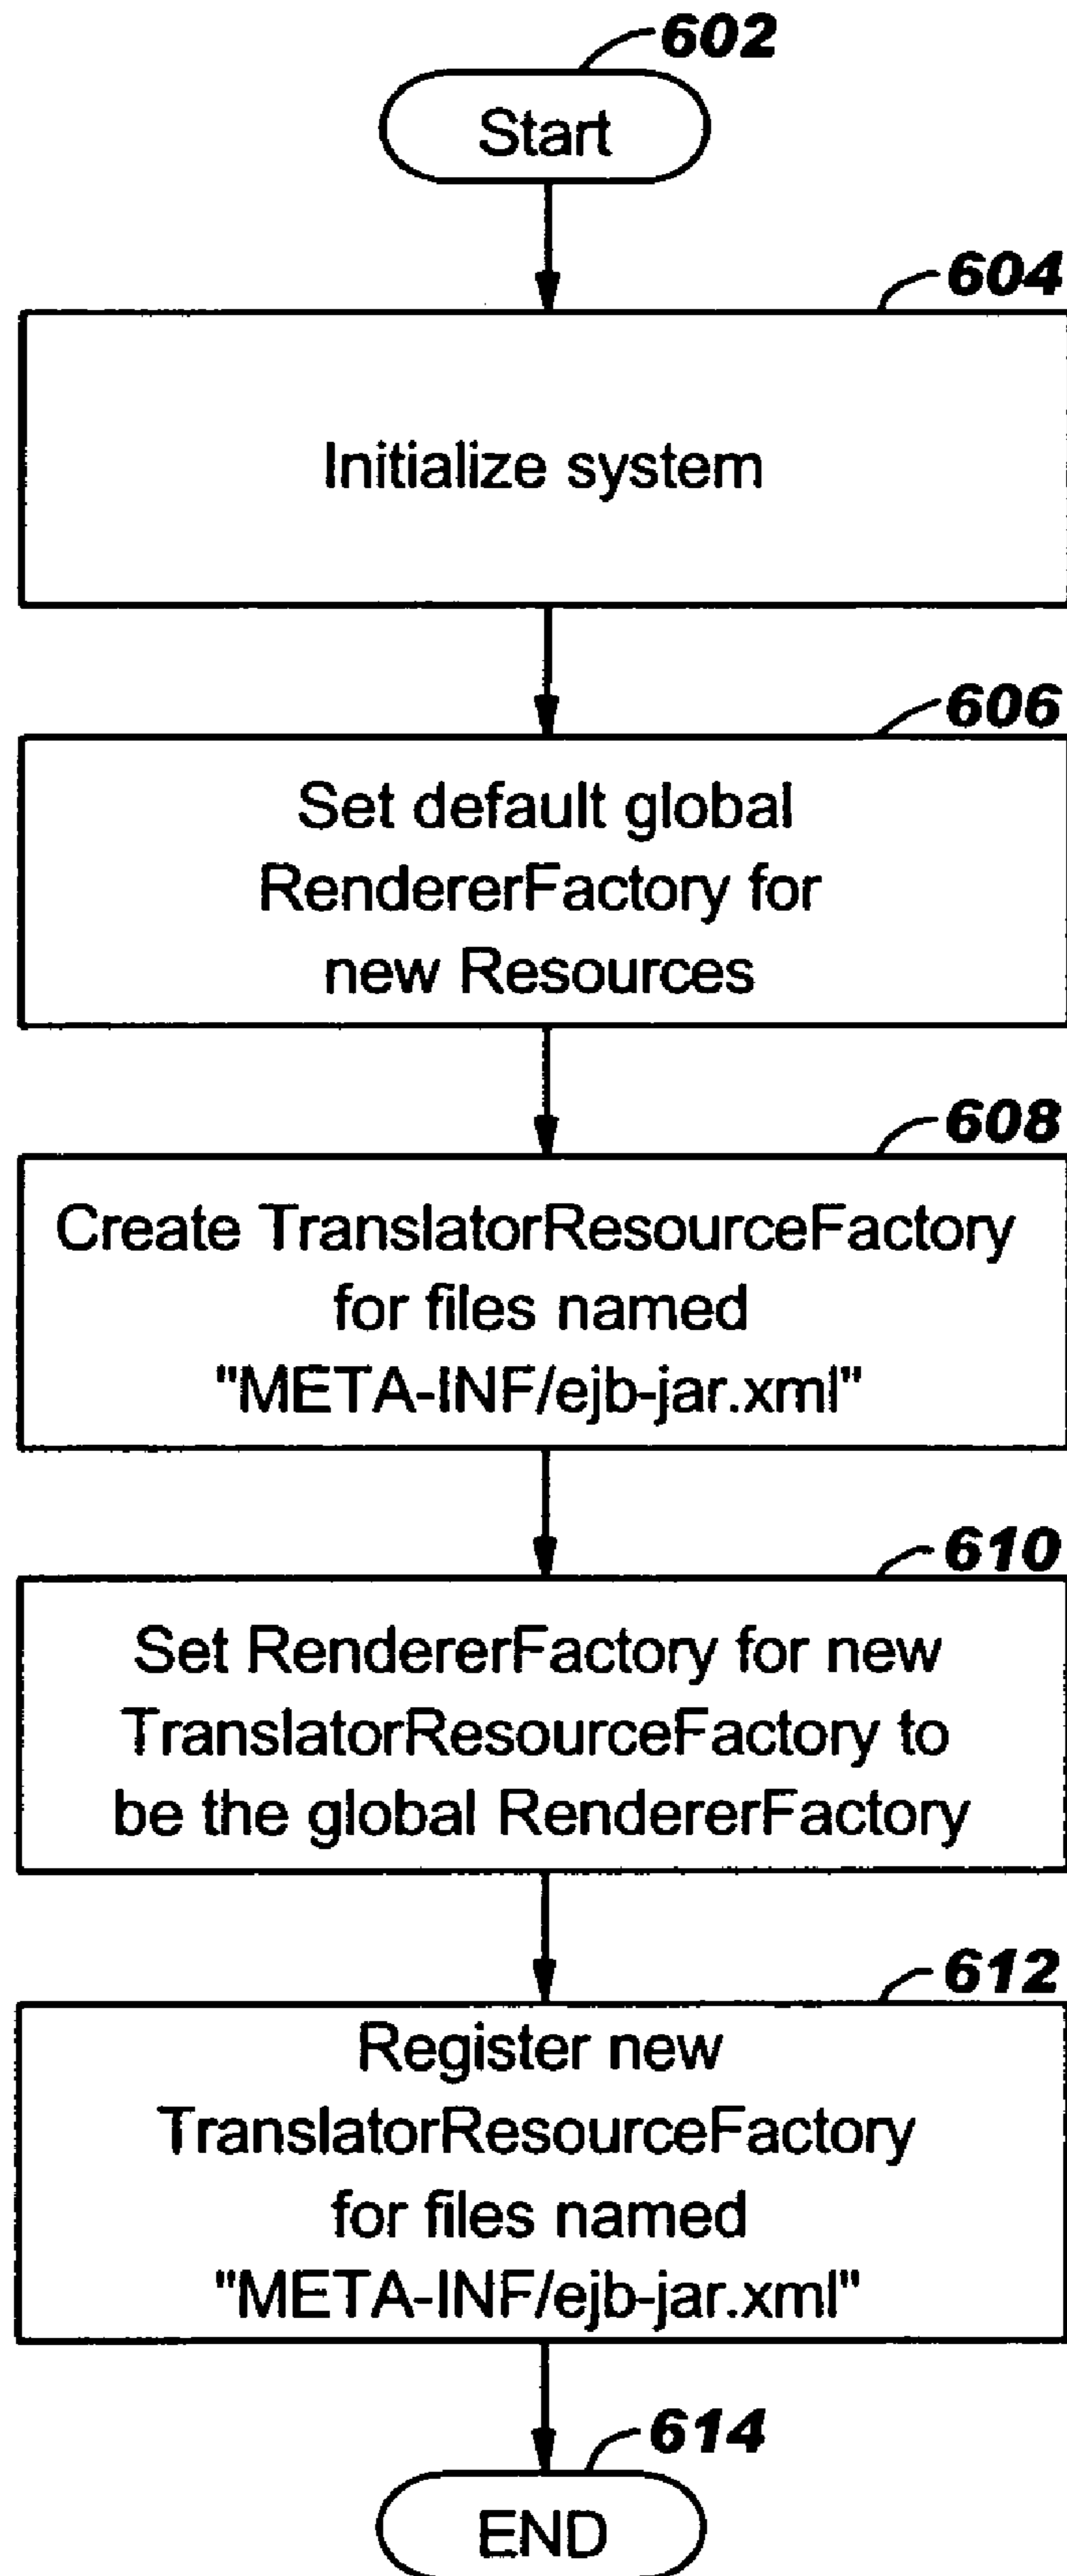 602
Start
604
Initialize system
606
Set default global
RendererFactory for
new Resources
608
Create TranslatorResourceFactory
for files named
"META-INF/ejb-jar.xml"
610
Set RendererFactory for new
TranslatorResourceFactory to
be the global RendererFactory
612
Register new
TranslatorResourceFactory
for files named
"META-INF/ejb-jar.xml"
614
END